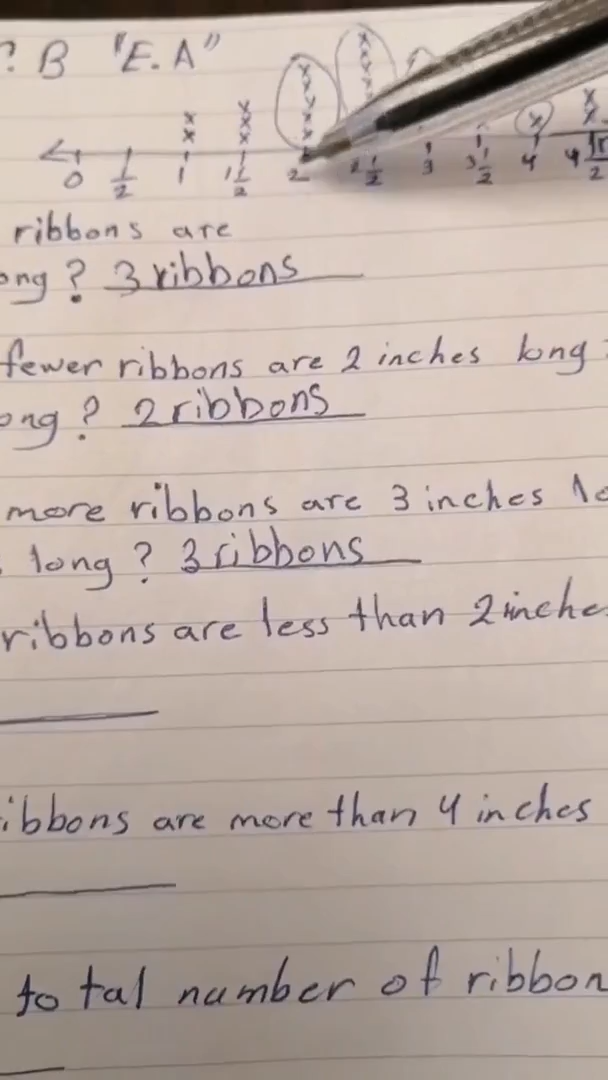 ? B "E.A"
0 1/2 1 1 1/2 2 2 1/2 3 3 1/2 4 4 1/2
ribbons are
ong? 3 ribbons
fewer ribbons are 2 inches long
ong? 2 ribbons
more ribbons are 3 inches lo
long? 3 ribbons
ribbons are less than 2 inche
ibbons are more than 4 inches
total number of ribbon